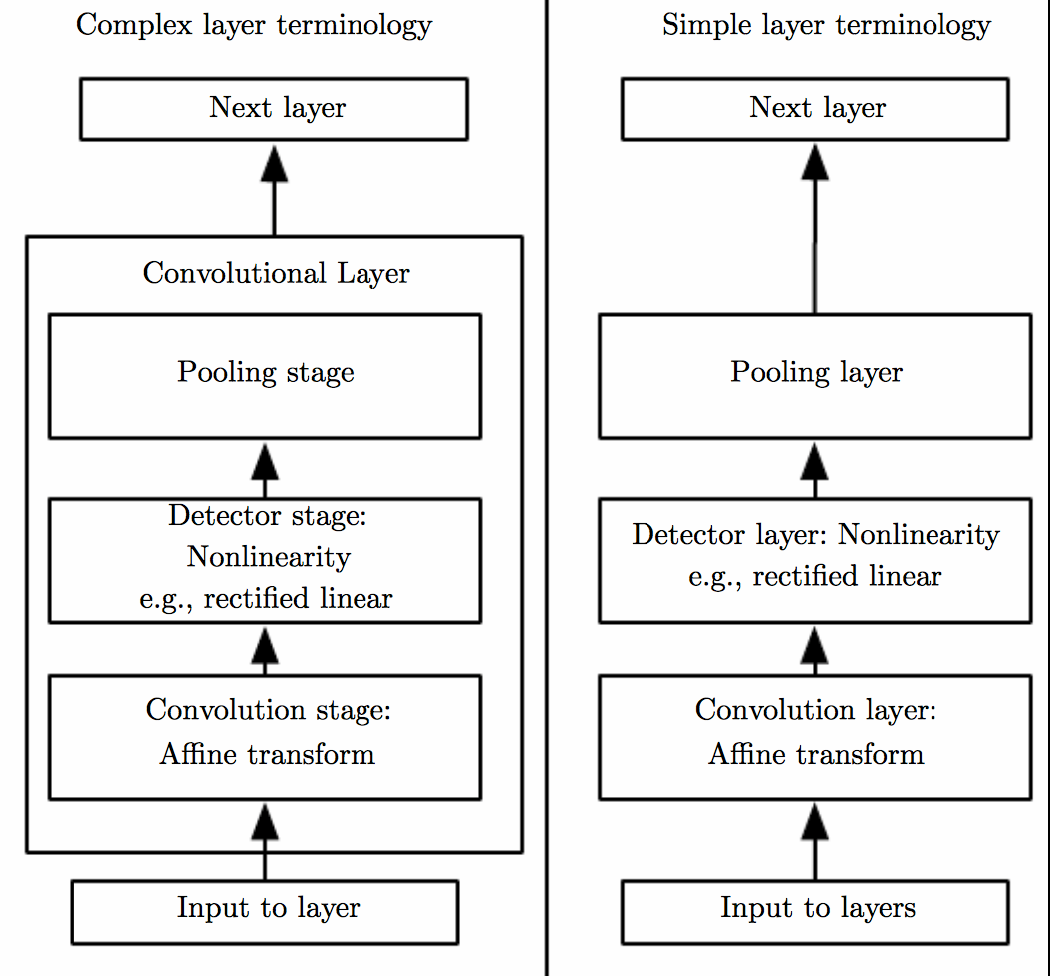 Complex layer terminology
Next layer
Convolutional Layer
Pooling stage
Detector stage:
Nonlinearity
e.g., rectified linear
Convolution stage:
Affine transform
Input to layer
Simple layer terminology
Next layer
Pooling layer
Detector layer: Nonlinearity
e.g., rectified linear
Convolution layer:
Affine transform
Input to layers